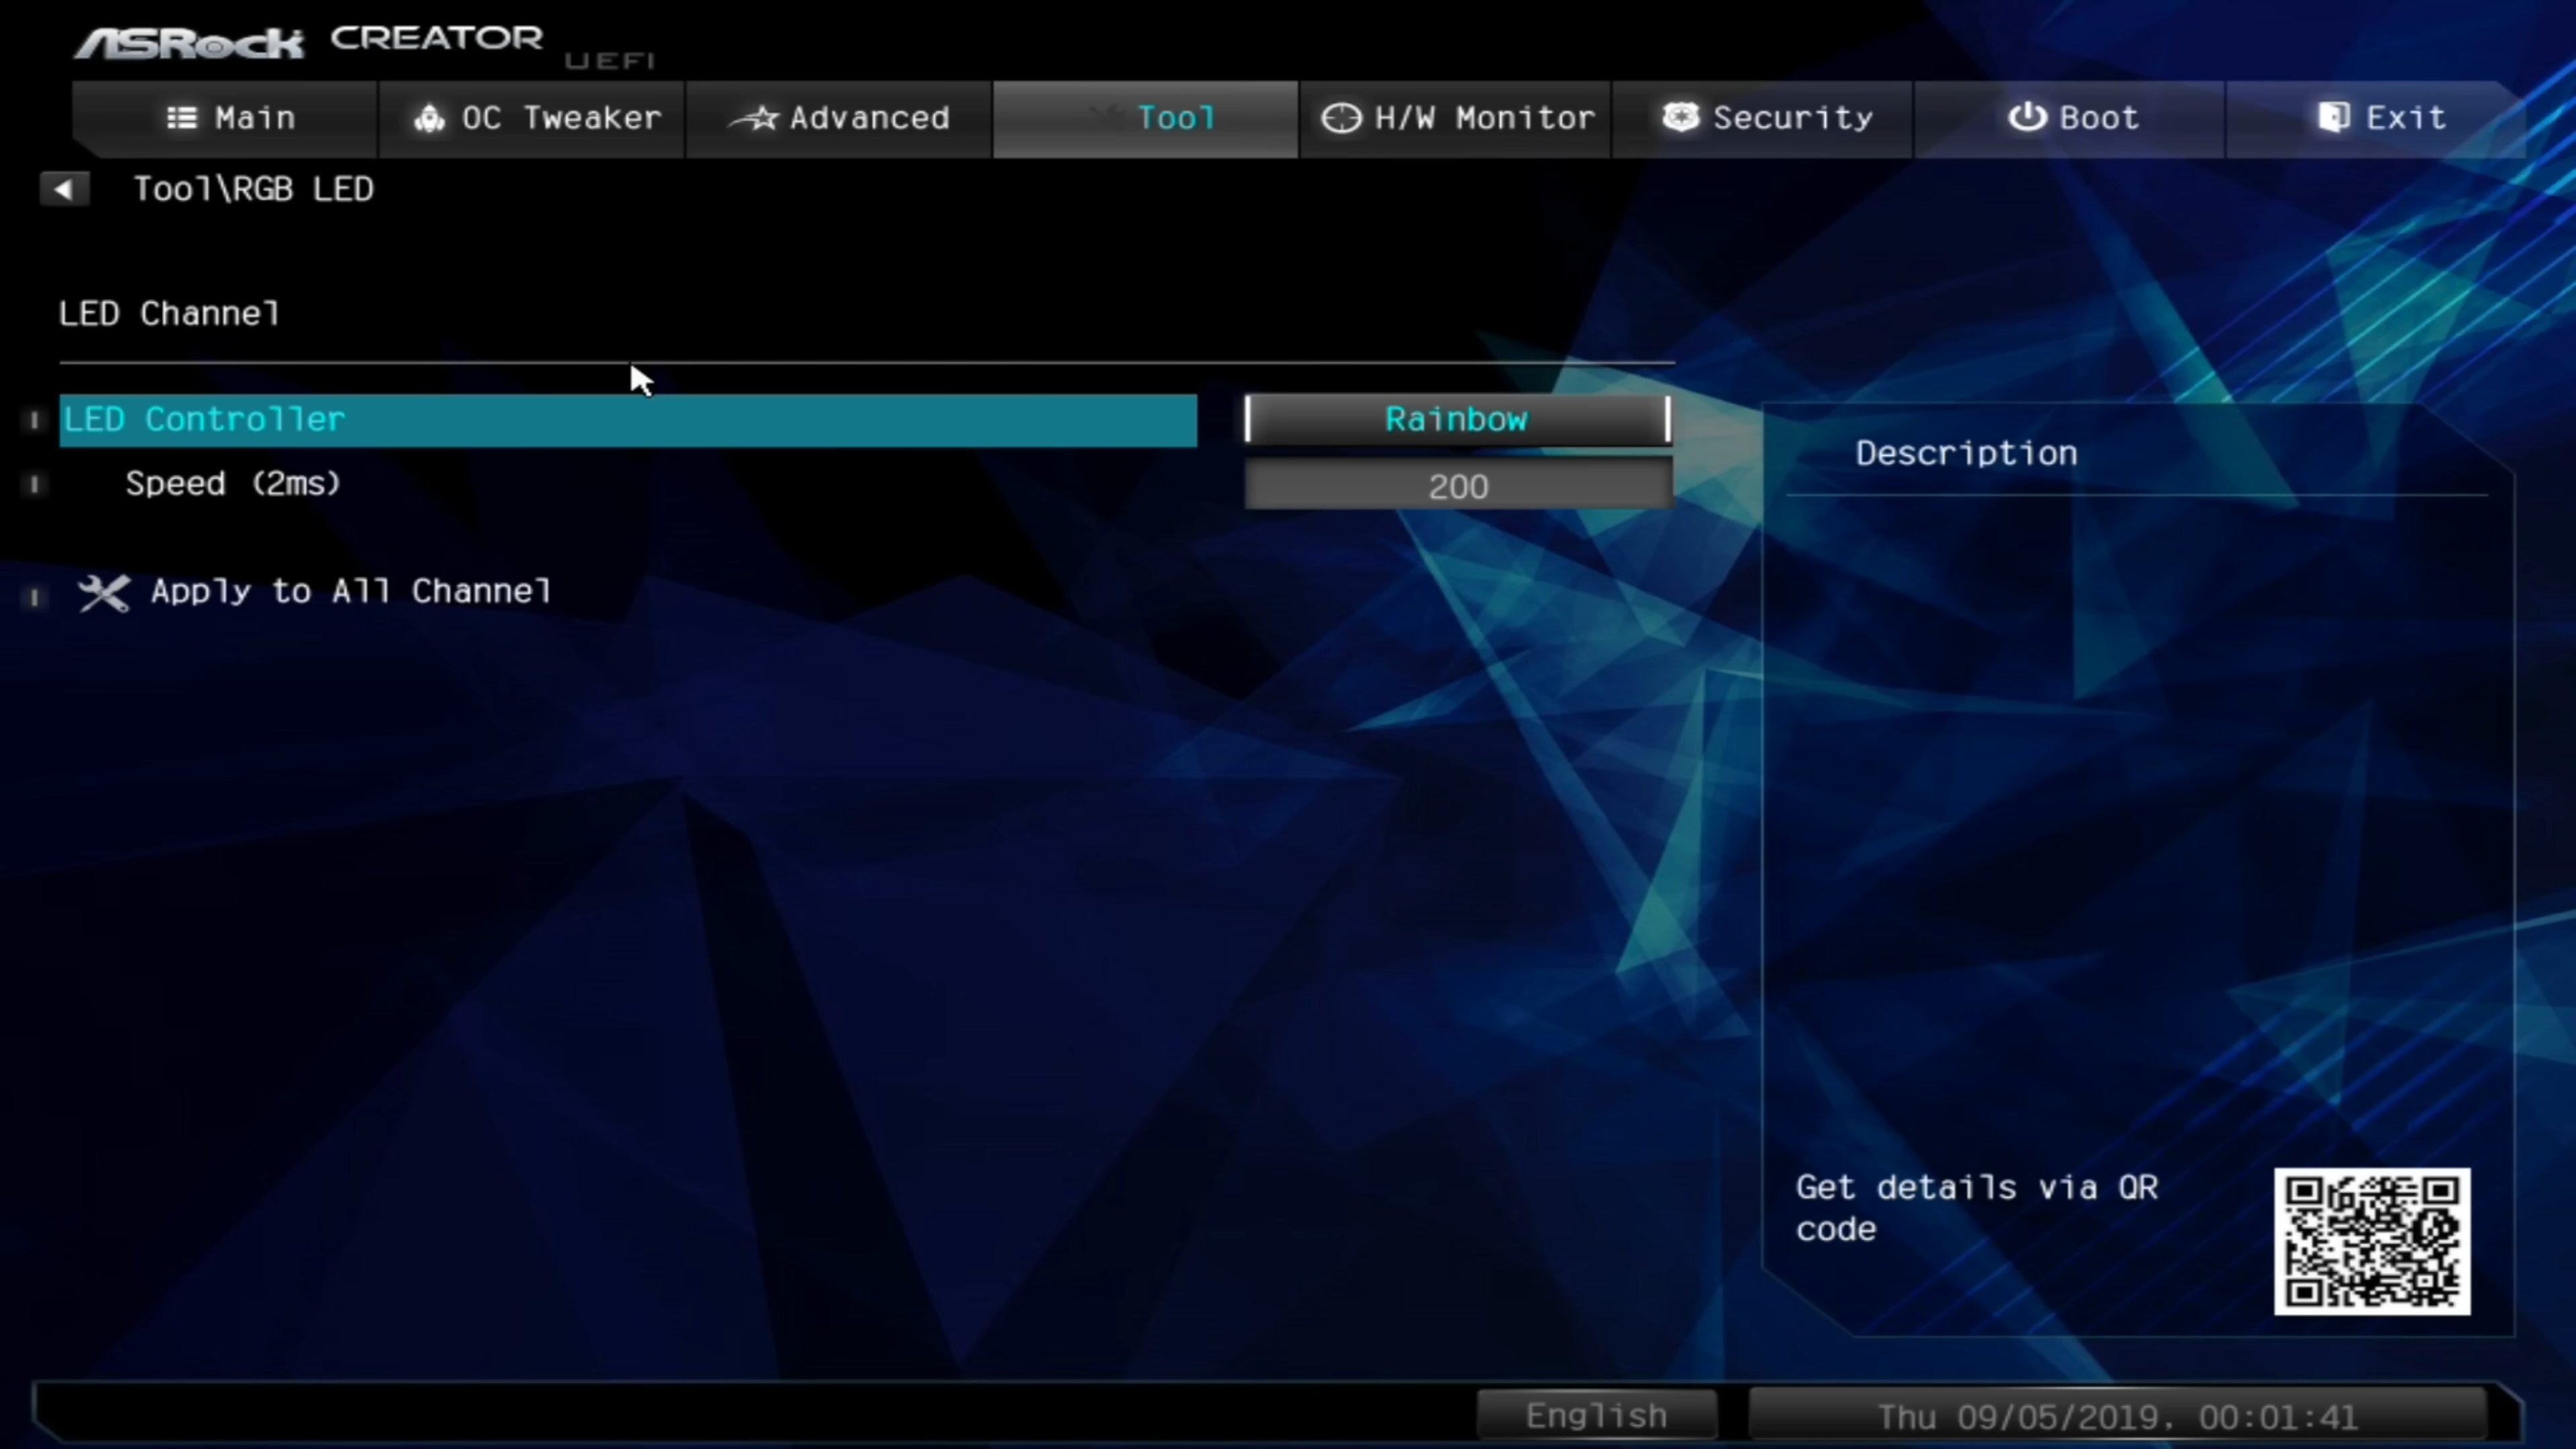 ASRock CREATOR
UEFI
Main OC Tweaker Advanced Tool H/W Monitor Security Boot Exit
Tool\RGB LED
LED Channel
LED Controller Rainbow
Speed (2ms) 200
Apply to All Channel
Description
Get details via QR
code
English Thu 09/05/2019, 00:01:41